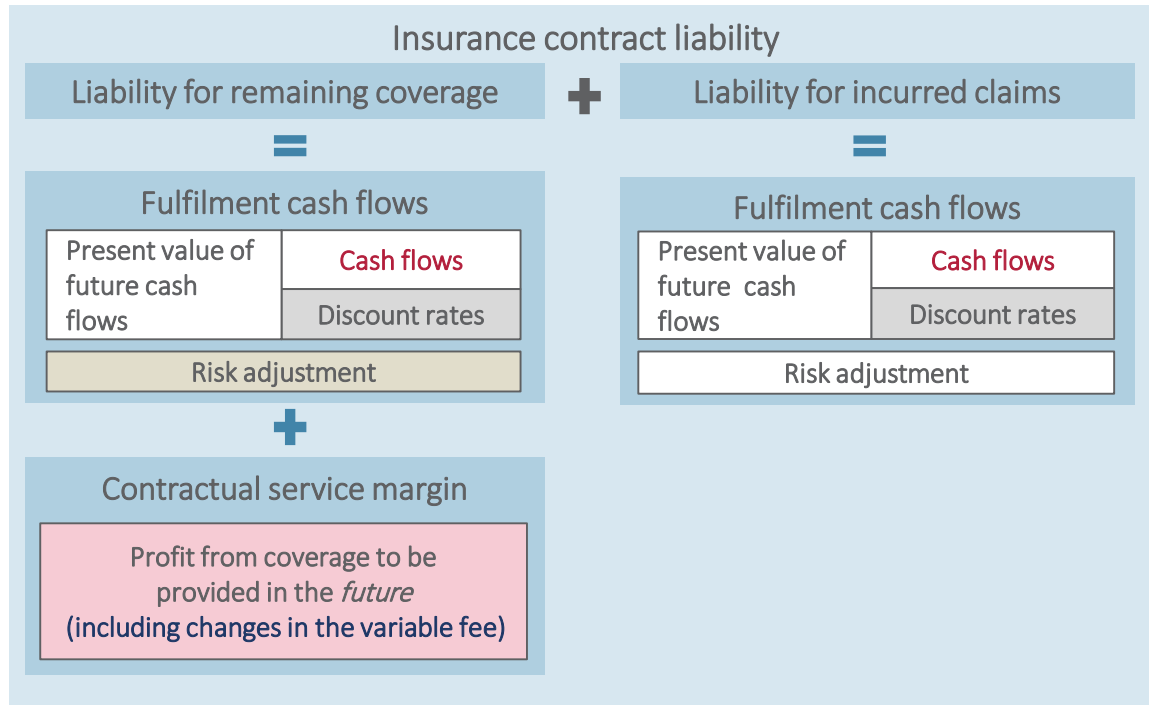 Insurance contract liability
Liability for remaining coverage
+
Liability for incurred claims
=
=
Fulfilment cash flows
Present value of
future cash
flows
Cash flows
Discount rates
Risk adjustment
Fulfilment cash flows
Present value of
future cash
flows
Cash flows
Discount rates
Risk adjustment
+
Contractual service margin
Profit from coverage to be
provided in the future
(including changes in the variable fee)